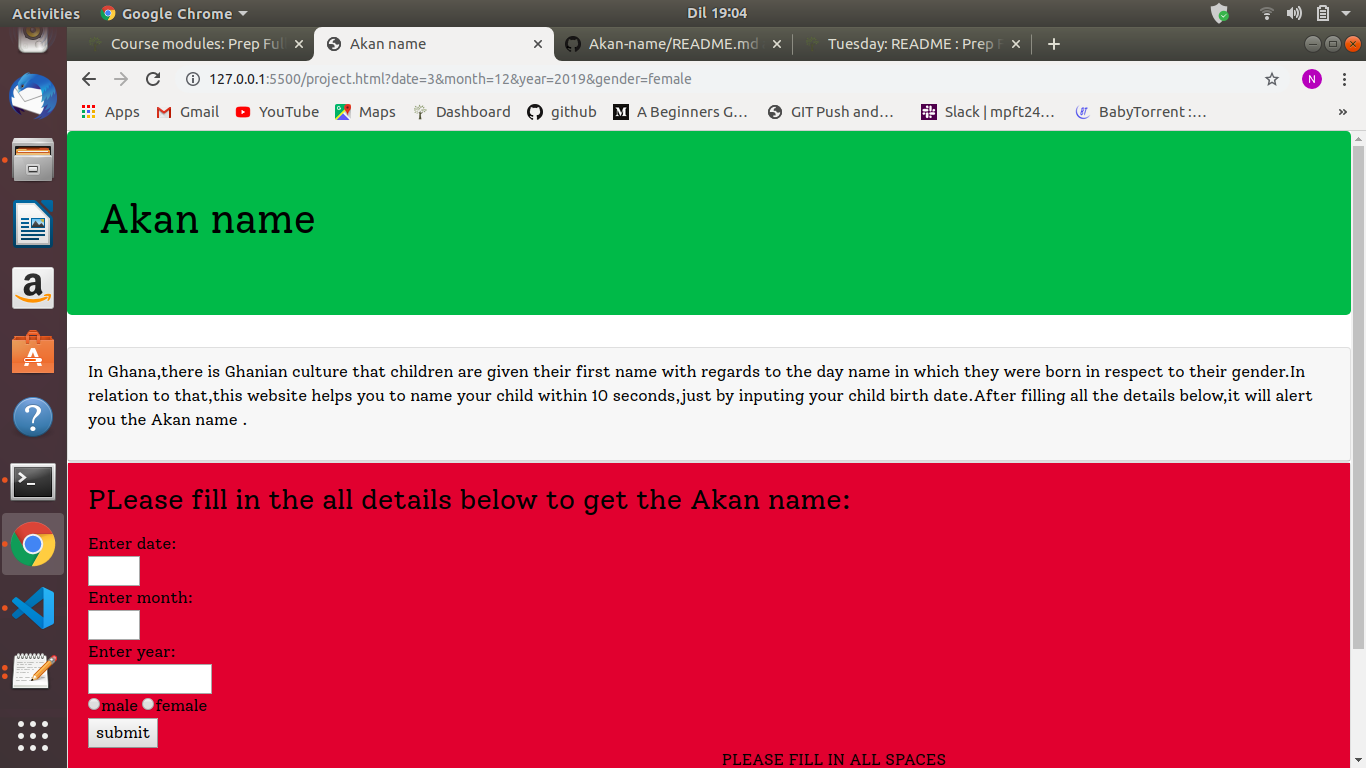 Activities
Google Chrome
Dil 19:04
Course modules: Prep Ful
Akan name
Akan-name/README.md
Tuesday: README : Prep F
127.0.0.1:5500/project.html?date=3&month=12&year=2019&gender=female
N
Apps
Gmail
YouTube
Maps
Dashboard
github
A Beginners G…
GIT Push and…
Slack | mpft24…
BabyTorrent :…
»
Akan name
In Ghana,there is Ghanian culture that children are given their first name with regards to the day name in which they were born in respect to their gender.In
relation to that,this website helps you to name your child within 10 seconds,just by inputing your child birth date.After filling all the details below,it will alert
you the Akan name .
PLease fill in the all details below to get the Akan name:
Enter date:
Enter month:
Enter year:
male female
submit
PLEASE FILL IN ALL SPACES